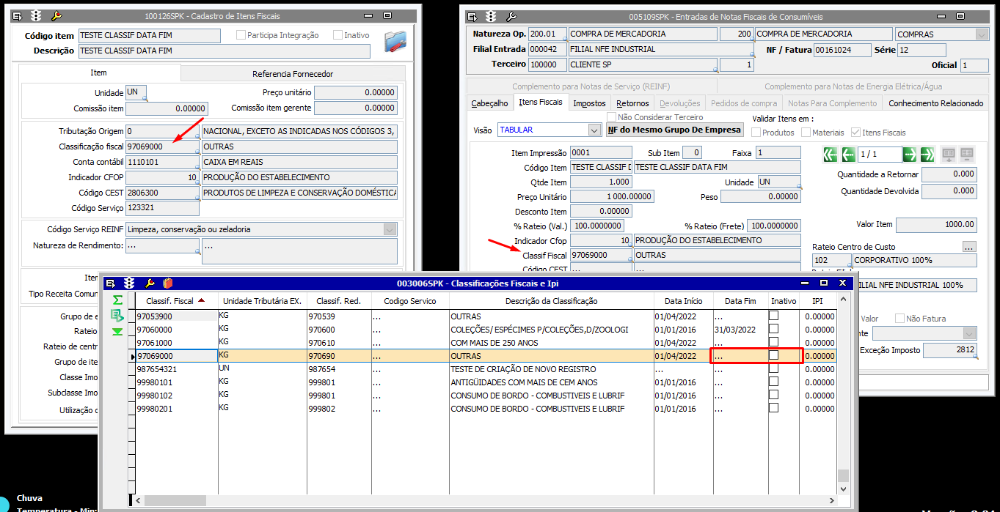 100126SPK - Cadastro de Itens Fiscais
Código item TESTE CLASSIF DATA FIM Participa Integração Inativo
Descrição TESTE CLASSIF DATA FIM
Item Referencia Fornecedor
Unidade UN Preço unitário 0.00000
Comissão item 0.00000 Comissão item gerente 0.00000
Tributação Origem 0 NACIONAL, EXCETO AS INDICADAS NOS CÓDIGOS 3,
Classificação fiscal 97069000 OUTRAS
Conta contábil 1110101 CAIXA EM REAIS
Indicador CFOP 10 PRODUÇÃO DO ESTABELECIMENTO
Código CEST 2806300 PRODUTOS DE LIMPEZA E CONSERVAÇÃO DOMÉSTICA
Código Serviço 123321
Código Serviço REINF Limpeza, conservação ou zeladoria
Natureza de Rendimento: ... ...
Iten
Tipo Receita Comun
Grupo de e
Rateio
Rateio de centr
Grupo de ite
Classe Imo
Subclasse Imo
Utilização d
005109SPK - Entradas de Notas Fiscais de Consumíveis
Natureza Op. 200.01 COMPRA DE MERCADORIA 200 COMPRA DE MERCADORIA COMPRAS
Filial Entrada 000042 FILIAL NFE INDUSTRIAL NF / Fatura 00161024 Série 12
Terceiro 100000 CLIENTE SP 1 Oficial 1
Complemento para Notas de Serviço (REINF) Complemento para Notas de Energia Elétrica/Água
Cabeçalho Itens Fiscais Impostos Retornos Devoluções Pedidos de compra Notas Para Complemento Conhecimento Relacionado
Não Considerar Terceiro Validar Itens em :
Visão TABULAR NF do Mesmo Grupo De Empresa Produtos Materiais Itens Fiscais
Item Impressão 0001 Sub Item 0 Faixa 1 1 / 1
Código Item TESTE CLASSIF D TESTE CLASSIF DATA FIM Quantidade a Retornar 0.000
Qtde Item 1.000 Unidade UN Quantidade Devolvida 0.000
Preço Unitário 1 000.00000 Peso 0.00000
Desconto Item 0.00000
% Rateio (Val.) 100.0000000 % Rateio (Frete) 100.0000000 Valor Item 1000.00
Indicador Cfop 10 PRODUÇÃO DO ESTABELECIMENTO
Rateio Centro de Custo ...
Classif Fiscal 97069000 OUTRAS 102 CORPORATIVO 100%
Código CEST ... ... Rateio Filial
ILIAL NFE INDUSTRIAL 100%
Valor Não Fatura
nte
Exceção Imposto 2812
003006SPK - Classificações Fiscais e Ipi
Classif. Fiscal Unidade Tributária EX. Classif. Red. Codigo Servico Descrição da Classificação Data Início Data Fim Inativo IPI
97053900 KG 970539 ... OUTRAS 01/04/2022 ... 0.00000
97060000 KG 970600 ... COLEÇÕES/ ESPÉCIMES P/COLEÇÕES,D/ZOOLOGI 01/01/2016 31/03/2022 0.00000
97061000 KG 970610 ... COM MAIS DE 250 ANOS 01/04/2022 ... 0.00000
97069000 KG 970690 ... OUTRAS 01/04/2022 ... 0.00000
987654321 UN 987654 ... TESTE DE CRIAÇÃO DE NOVO REGISTRO ... ... 0.00000
99980101 KG 999801 ... ANTIGÜIDADES COM MAIS DE CEM ANOS 01/01/2016 ... 0.00000
99980102 KG 999801 ... CONSUMO DE BORDO - COMBUSTIVEIS E LUBRIF 01/01/2016 ... 0.00000
99980201 KG 999802 ... CONSUMO DE BORDO - COMBUSTIVEIS E LUBRIF 01/01/2016 ... 0.00000
Chuva
Temperatura - Min: